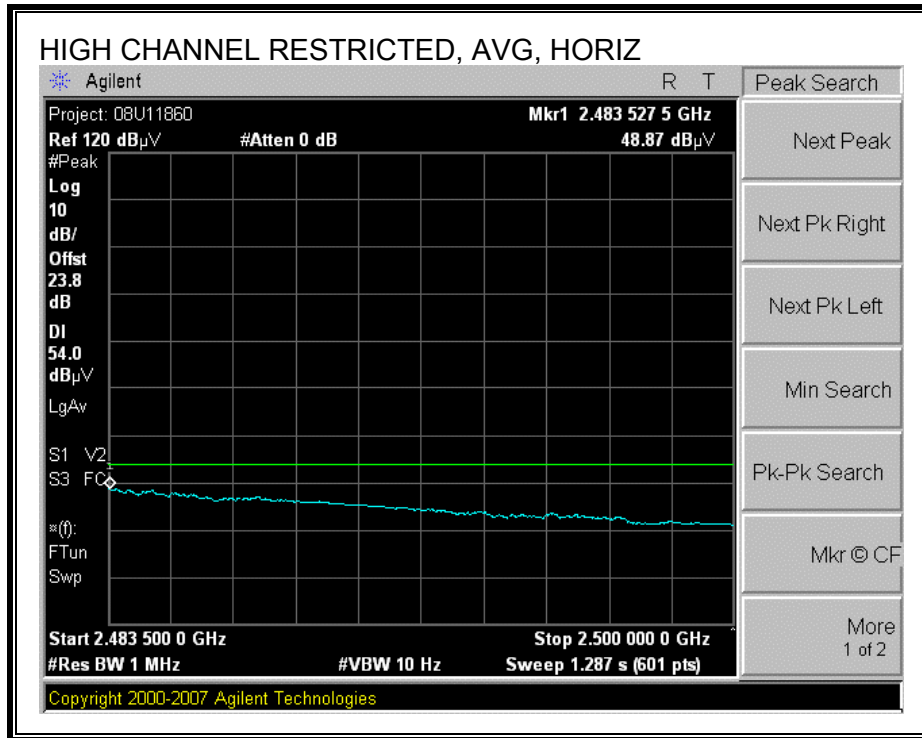 HIGH CHANNEL RESTRICTED, AVG, HORIZ
Agilent R T
Peak Search
Project: 08U11860 Mkr1 2.483 527 5 GHz
Ref 120 dBµV #Atten 0 dB 48.87 dBµV
#Peak
Log
10
dB/
Offst
23.8
dB
DI
54.0
dBµV
LgAv
S1 V2
S3 FC
¤(f):
FTun
Swp
1
Start 2.483 500 0 GHz Stop 2.500 000 0 GHz
#Res BW 1 MHz #VBW 10 Hz Sweep 1.287 s (601 pts)
Next Peak
Next Pk Right
Next Pk Left
Min Search
Pk-Pk Search
Mkr © CF
More
1 of 2
Copyright 2000-2007 Agilent Technologies